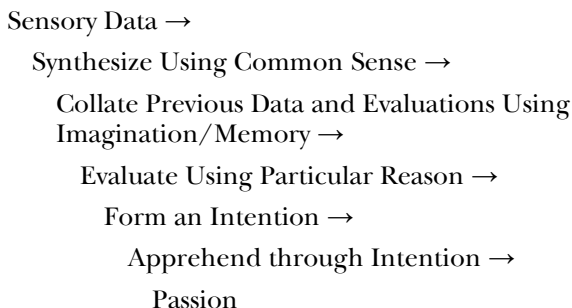 Sensory Data →
Synthesize Using Common Sense →
Collate Previous Data and Evaluations Using
Imagination/Memory →
Evaluate Using Particular Reason →
Form an Intention →
Apprehend through Intention →
Passion